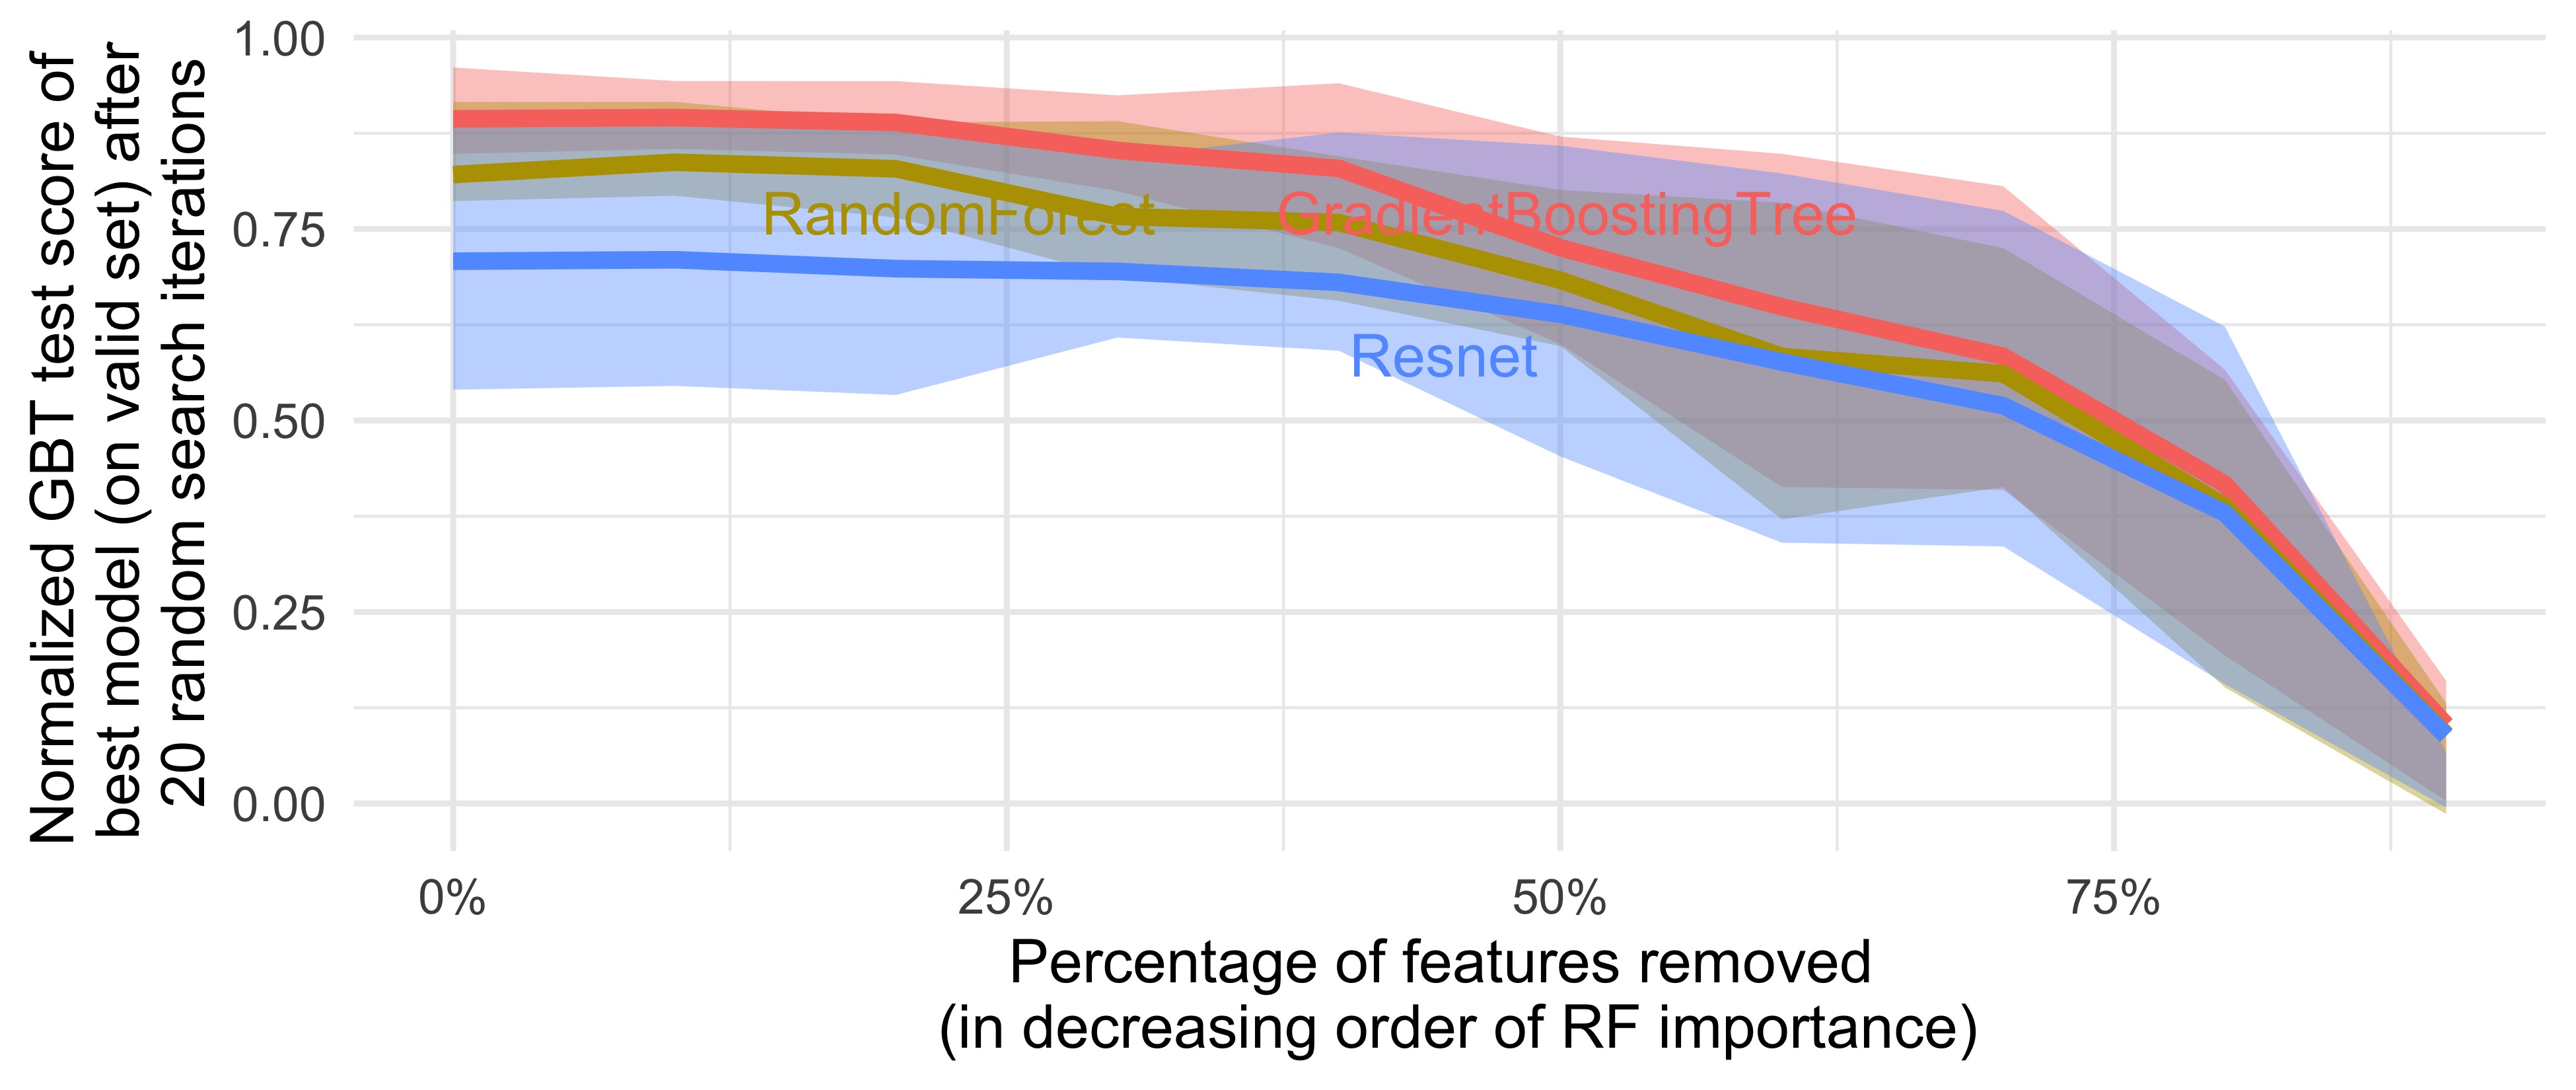 Normalized GBT test score of
best model (on valid set) after
20 random search iterations
1.00
0.75
0.50
0.25
0.00
RandomForest
GradientBoostingTree
Resnet
0%
25%
50%
75%
Percentage of features removed
(in decreasing order of RF importance)